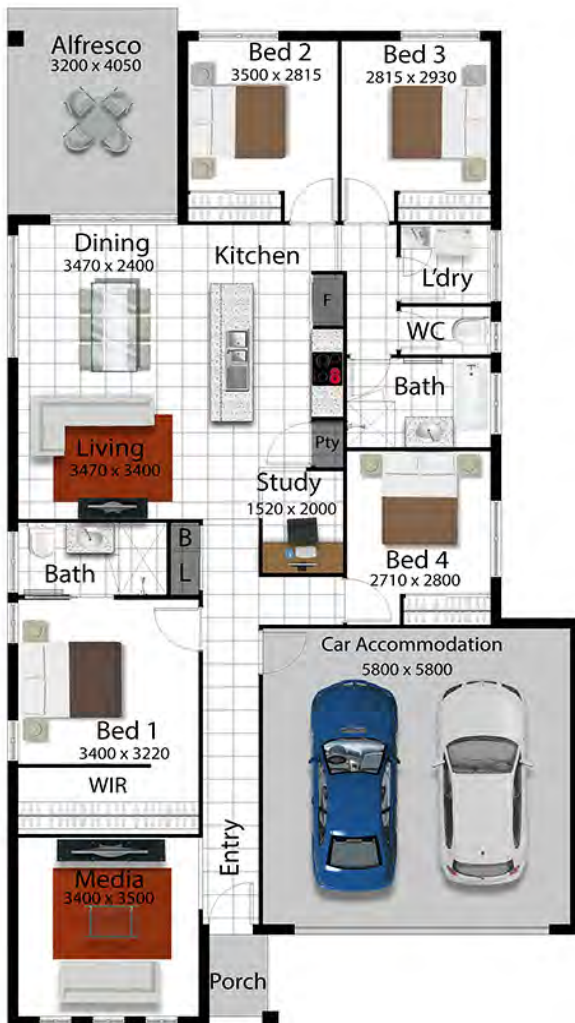 Alfresco
3200 x 4050
Bed 2
3500 x 2815
Bed 3
2815 x 2930
Dining
3470 x 2400
Kitchen
F
L'dry
WC
Bath
Pty
Living
3470 x 3400
Study
1520 x 2000
Bed 4
2710 x 2800
Bath
B
L
Bed 1
3400 x 3220
WIR
Car Accommodation
5800 x 5800
Entry
Media
3400 x 3500
Porch